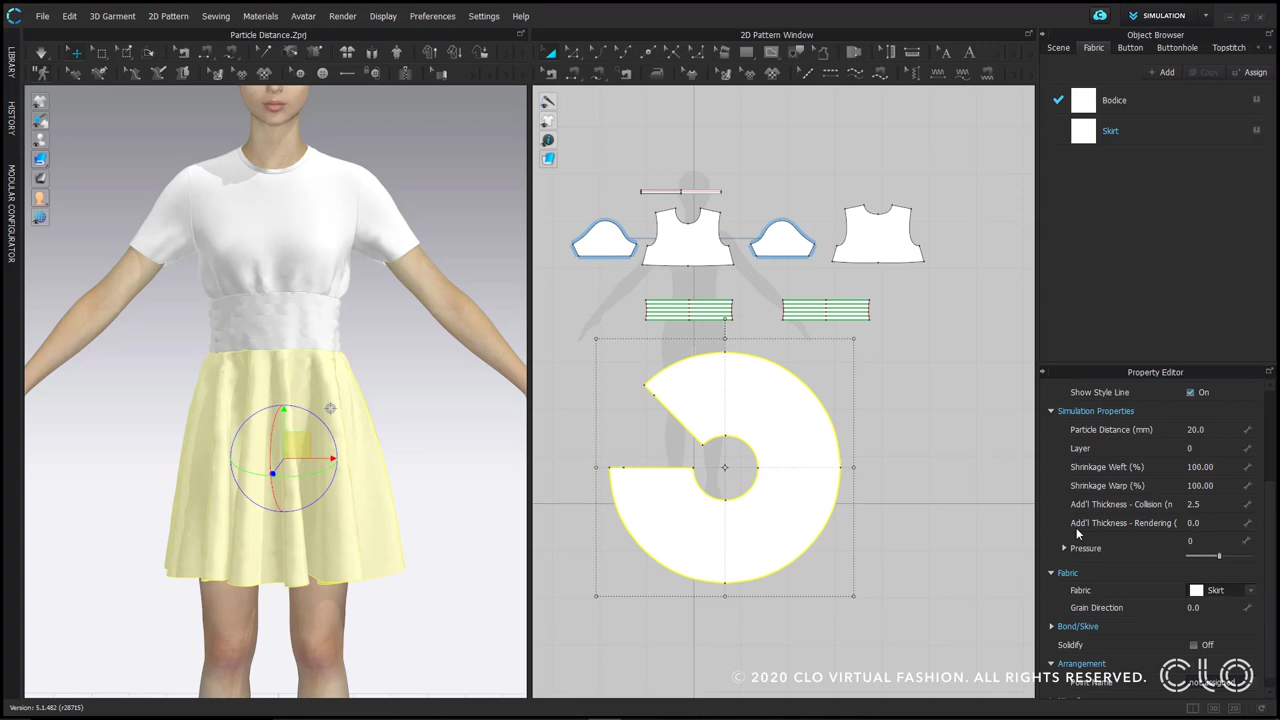 File Edit 3D Garment 2D Pattern Sewing Materials Avatar Render Display Preferences Settings Help
SIMULATION
Particle Distance.Zprj
2D Pattern Window
Object Browser
LIBRARY
HISTORY
MODULAR CONFIGURATOR
Scene Fabric Button Buttonhole Topstitch
Add Copy Assign
Bodice
Skirt
Property Editor
Show Style Line On
Simulation Properties
Particle Distance (mm) 20.0
Layer 0
Shrinkage Weft (%) 100.00
Shrinkage Warp (%) 100.00
Add'l Thickness - Collision (n 2.5
Add'l Thickness - Rendering ( 0.0
Pressure 0
Fabric
Fabric Skirt
Grain Direction 0.0
Bond/Skive
Solidify Off
Arrangement
© 2020 CLO VIRTUAL FASHION. ALL RIGHTS RESERVED.
CLO
Version: 5.1.482 (r28715)
3D 2D